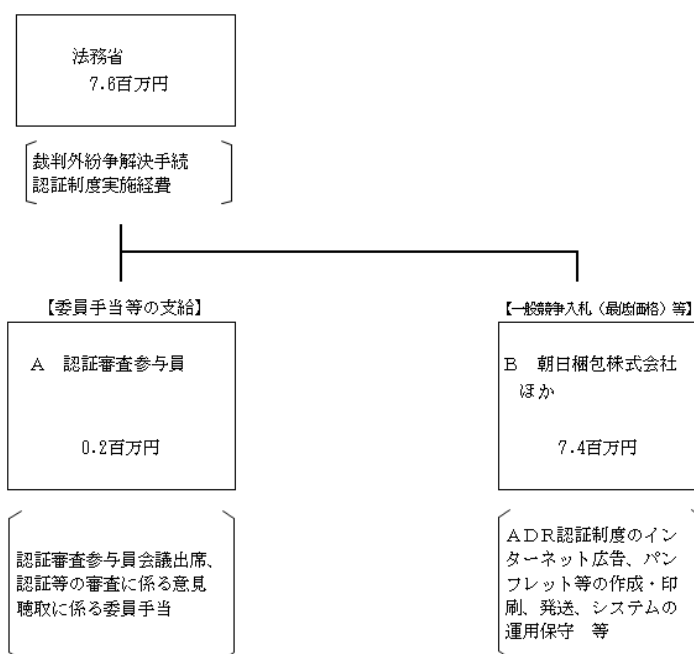 法務省
7.6百万円
裁判外紛争解決手続
認証制度実施経費
【委員手当等の支給】
A 認証審査参与員
0.2百万円
認証審査参与員会議出席、
認証等の審査に係る意見
聴取に係る委員手当
【一般競争入札(最低価格)等】
B 朝日梱包株式会社
ほか
7.4百万円
ADR認証制度のイン
ターネット広告、パン
フレット等の作成・印
刷、発送、システムの
運用保守 等